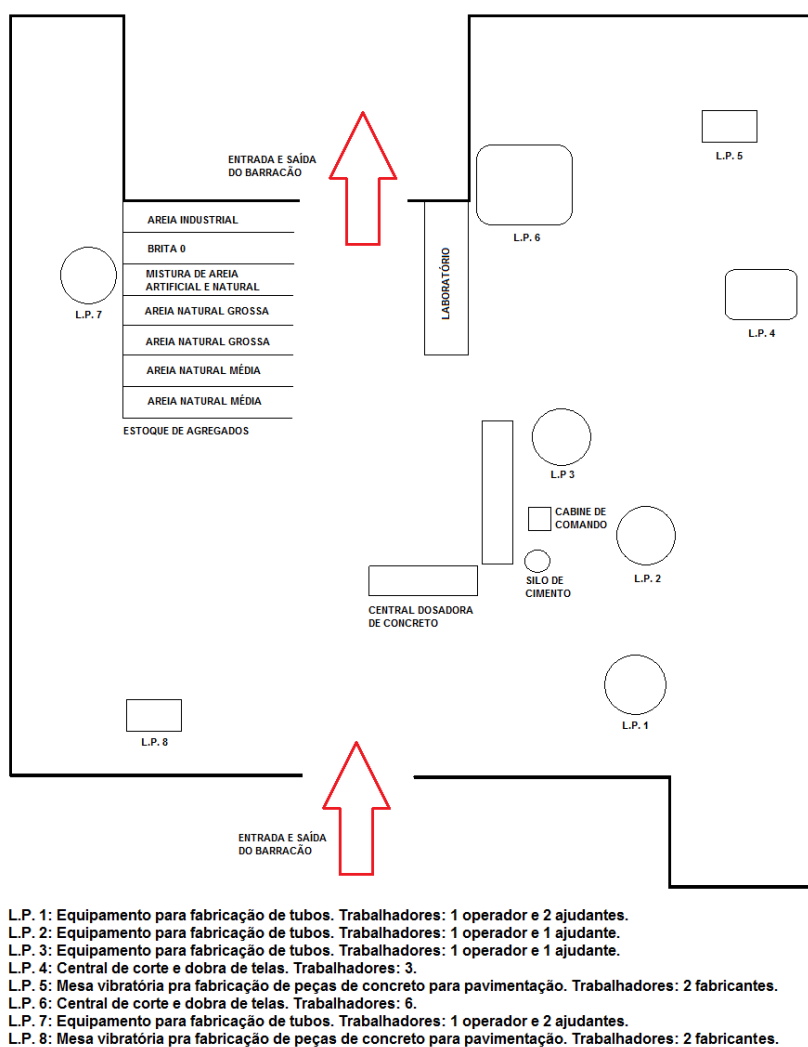 ENTRADA E SAÍDA
DO BARRACÃO
L.P. 5
AREIA INDUSTRIAL
L.P. 6
BRITA 0
MISTURA DE AREIA
ARTIFICIAL E NATURAL
LABORATÓRIO
L.P. 7
AREIA NATURAL GROSSA
L.P. 4
AREIA NATURAL GROSSA
AREIA NATURAL MÉDIA
AREIA NATURAL MÉDIA
ESTOQUE DE AGREGADOS
L.P 3
CABINE DE
COMANDO
L.P. 2
SILO DE
CIMENTO
CENTRAL DOSADORA
DE CONCRETO
L.P. 1
L.P. 8
ENTRADA E SAÍDA
DO BARRACÃO
L.P. 1: Equipamento para fabricação de tubos. Trabalhadores: 1 operador e 2 ajudantes.
L.P. 2: Equipamento para fabricação de tubos. Trabalhadores: 1 operador e 1 ajudante.
L.P. 3: Equipamento para fabricação de tubos. Trabalhadores: 1 operador e 1 ajudante.
L.P. 4: Central de corte e dobra de telas. Trabalhadores: 3.
L.P. 5: Mesa vibratória pra fabricação de peças de concreto para pavimentação. Trabalhadores: 2 fabricantes.
L.P. 6: Central de corte e dobra de telas. Trabalhadores: 6.
L.P. 7: Equipamento para fabricação de tubos. Trabalhadores: 1 operador e 2 ajudantes.
L.P. 8: Mesa vibratória pra fabricação de peças de concreto para pavimentação. Trabalhadores: 2 fabricantes.